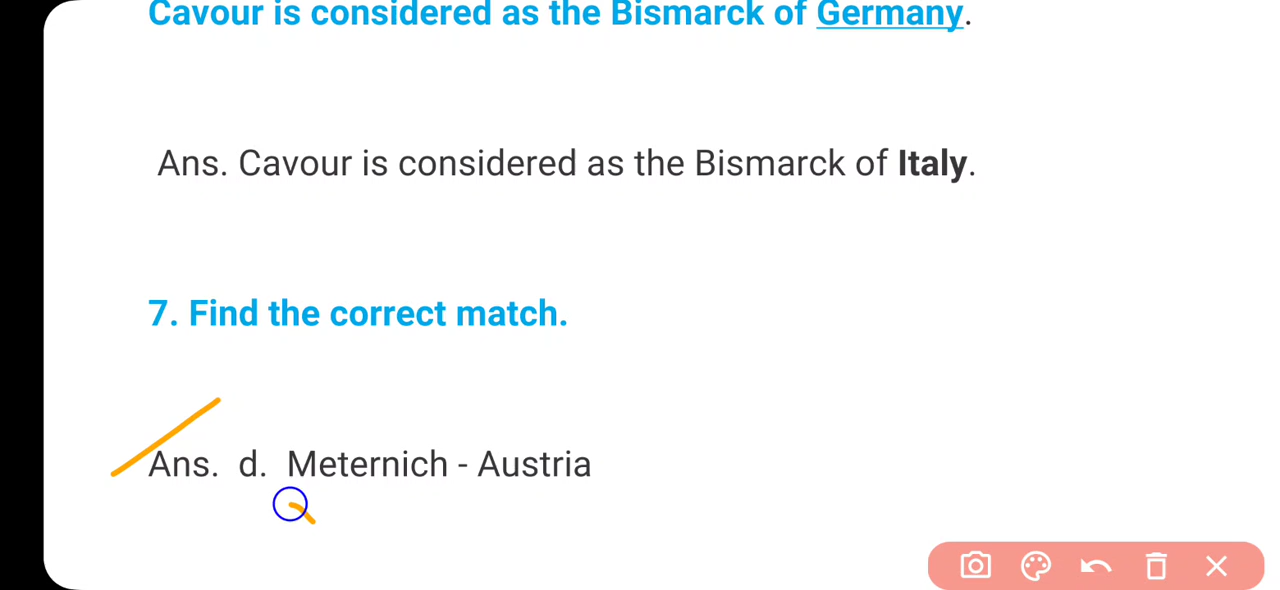 Cavour is considered as the Bismarck of Germany.
Ans. Cavour is considered as the Bismarck of Italy.
7. Find the correct match.
Ans. d. Meternich - Austria